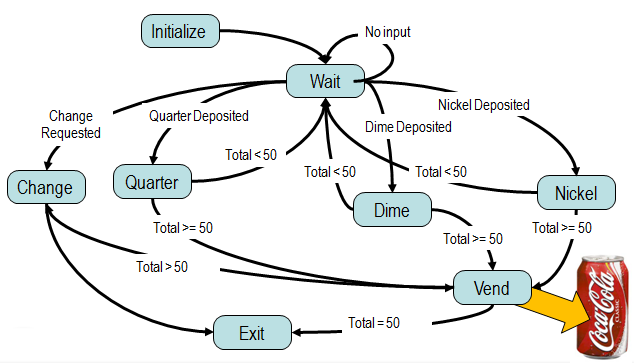 Initialize
No input
Wait
Change
Requested
Quarter Deposited
Dime Deposited
Nickel Deposited
Total < 50
Total <50
Total < 50
Change
Quarter
Dime
Nickel
Total >= 50
Total >= 50
Total >= 50
Total > 50
Vend
Total = 50
Exit
Coca-Cola
CLASSIC